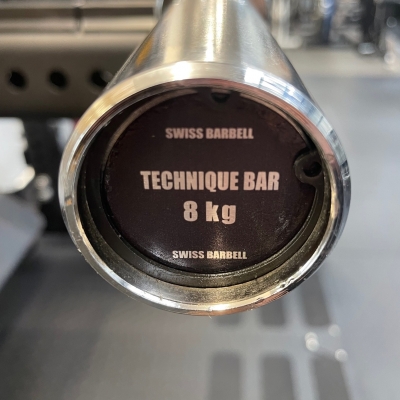 SWISS BARBELL
TECHNIQUE BAR
8 kg
SWISS BARBELL